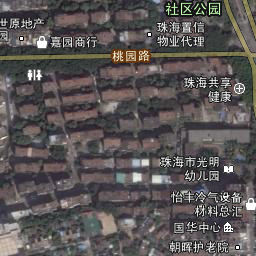 社区公园
世原地产
园
嘉园商行
珠海置信
物业代理
桃园路
珠海共享
健康
珠海市光明
幼儿园
怡丰冷气设备
材料总汇
国华中心
朝晖护老院